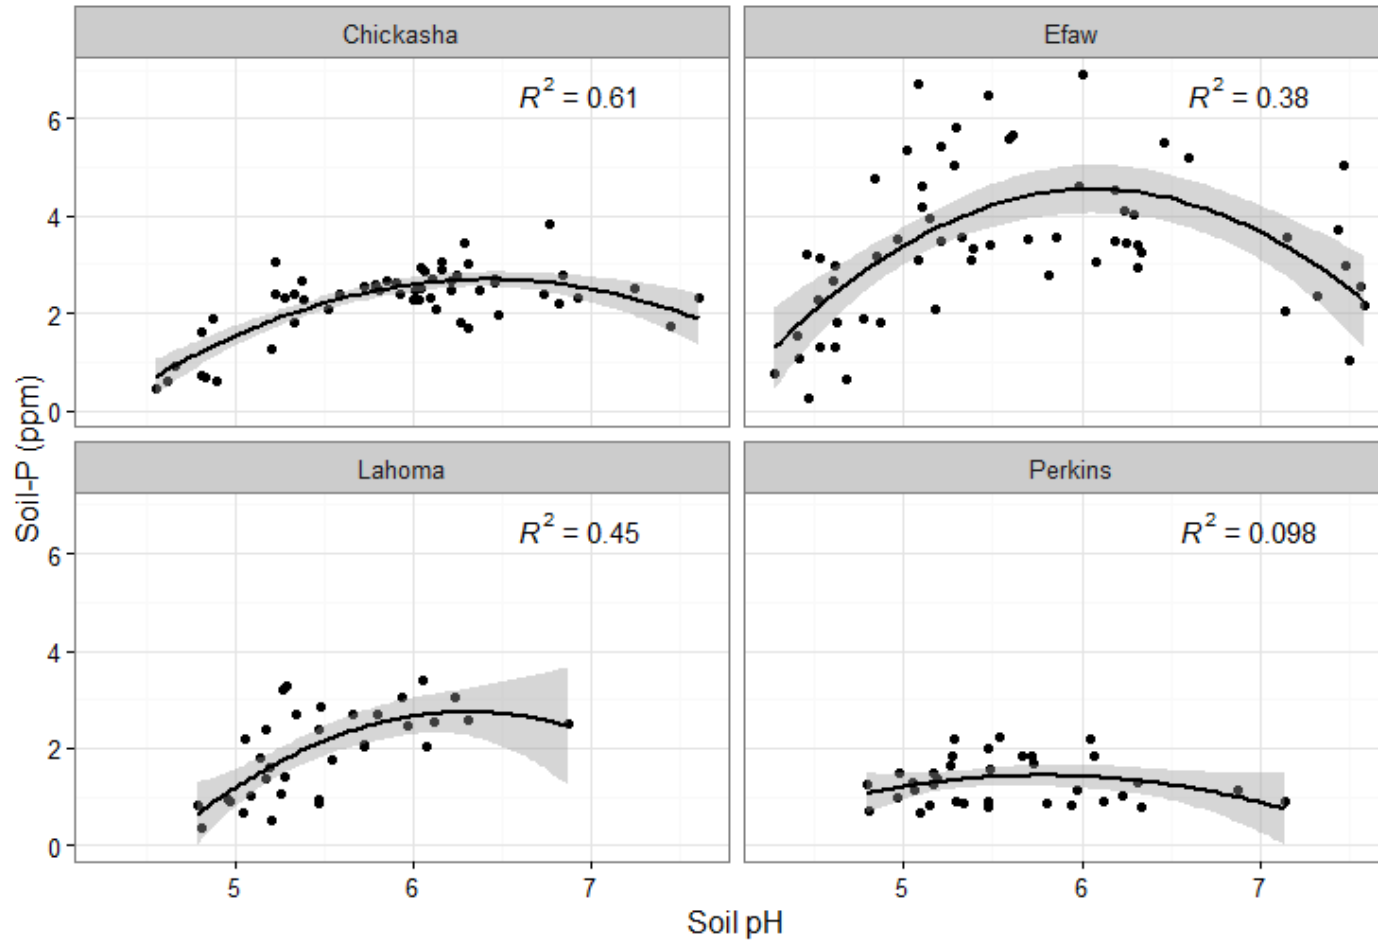 Chickasha
Efaw
R² = 0.61
R² = 0.38
6
4
2
0
Lahoma
Perkins
R² = 0.45
R² = 0.098
6
4
2
0
Soil-P (ppm)
5 6 7
5 6 7
Soil pH